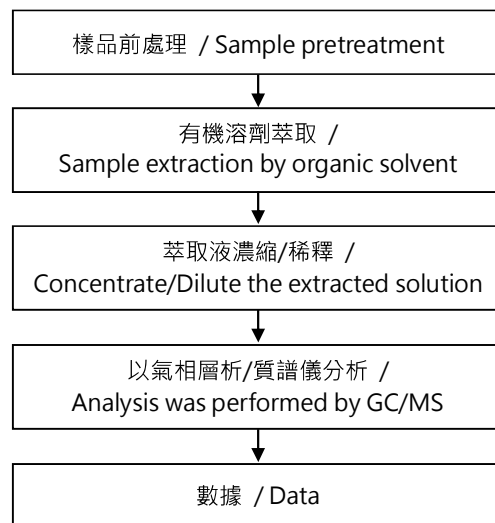 樣品前處理 / Sample pretreatment
有機溶劑萃取 /
Sample extraction by organic solvent
萃取液濃縮/稀釋 /
Concentrate/Dilute the extracted solution
以氣相層析/質譜儀分析 /
Analysis was performed by GC/MS
數據 / Data